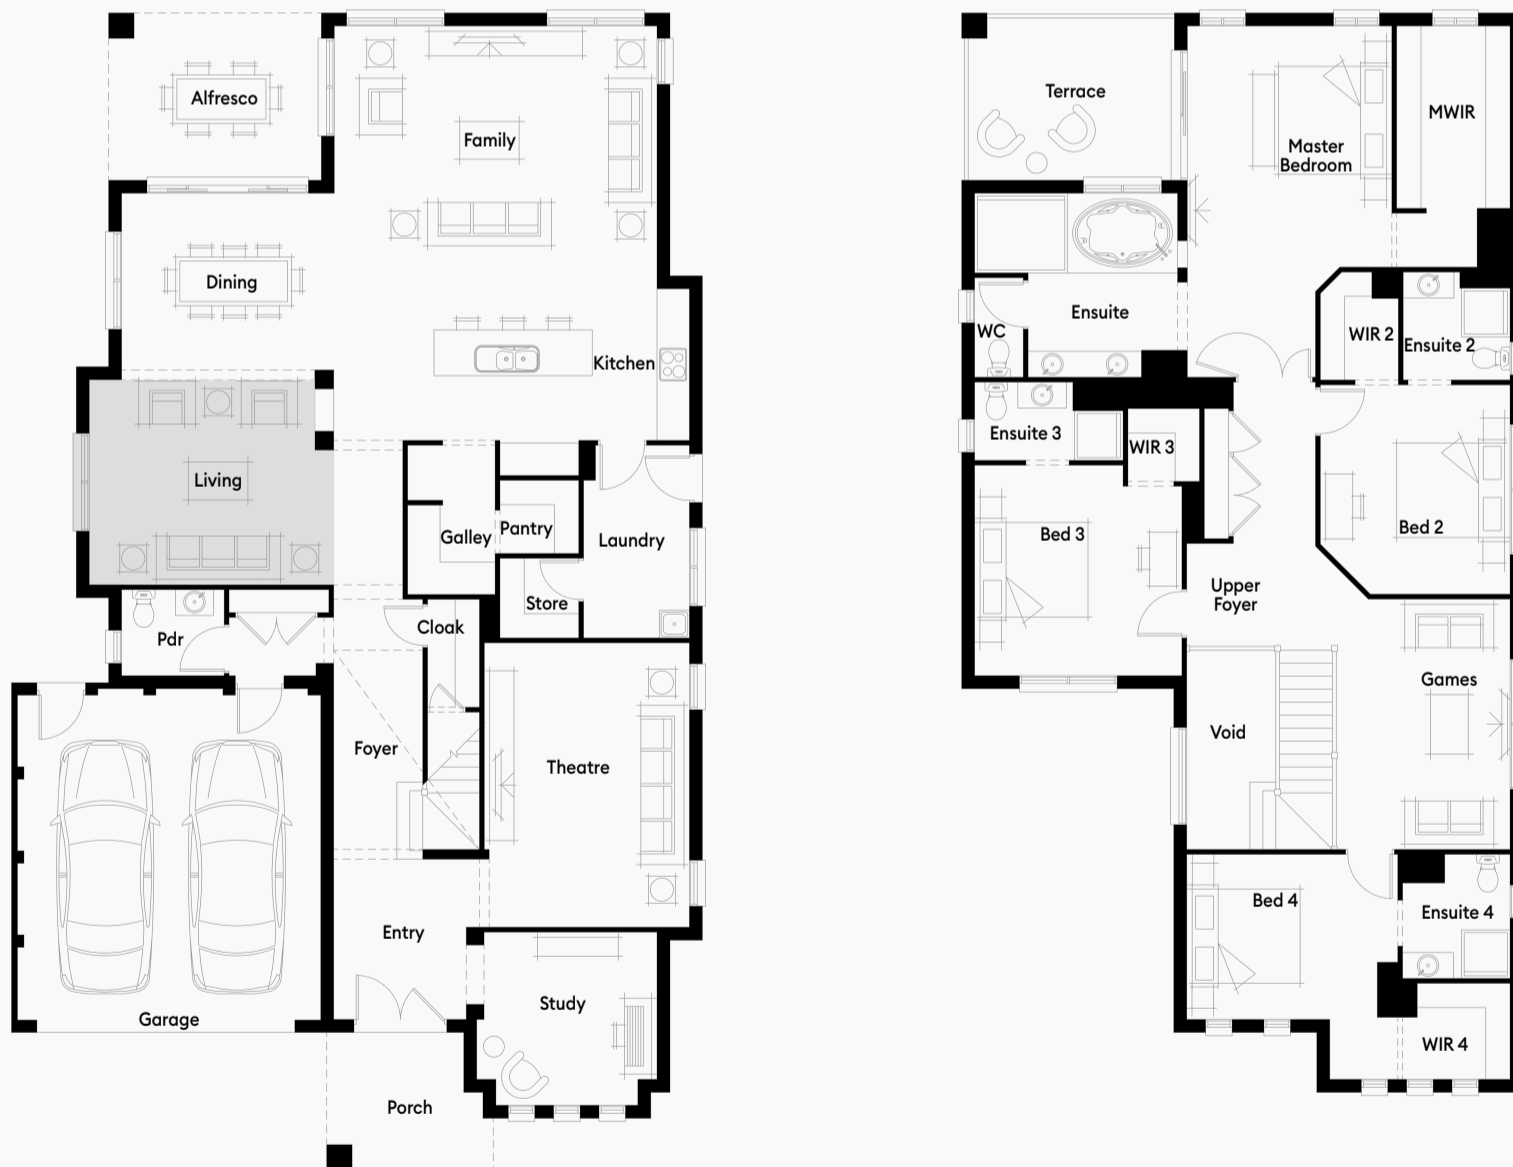 Alfresco
Family
Dining
Kitchen
Living
Galley
Pantry
Laundry
Store
Cloak
Pdr
Foyer
Theatre
Entry
Study
Garage
Porch
Terrace
Master
Bedroom
MWIR
Ensuite
WC
WIR 2
Ensuite 2
Ensuite 3
WIR 3
Bed 3
Bed 2
Upper
Foyer
Games
Void
Bed 4
Ensuite 4
WIR 4